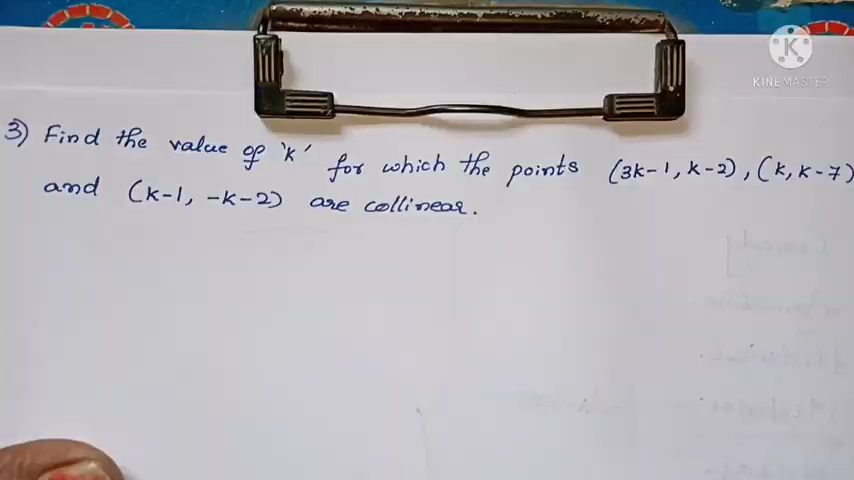 KINEMASTER
3) Find the value of 'k' for which the points (3k-1, k-2), (k, k-7)
and (k-1, -k-2) are collinear.